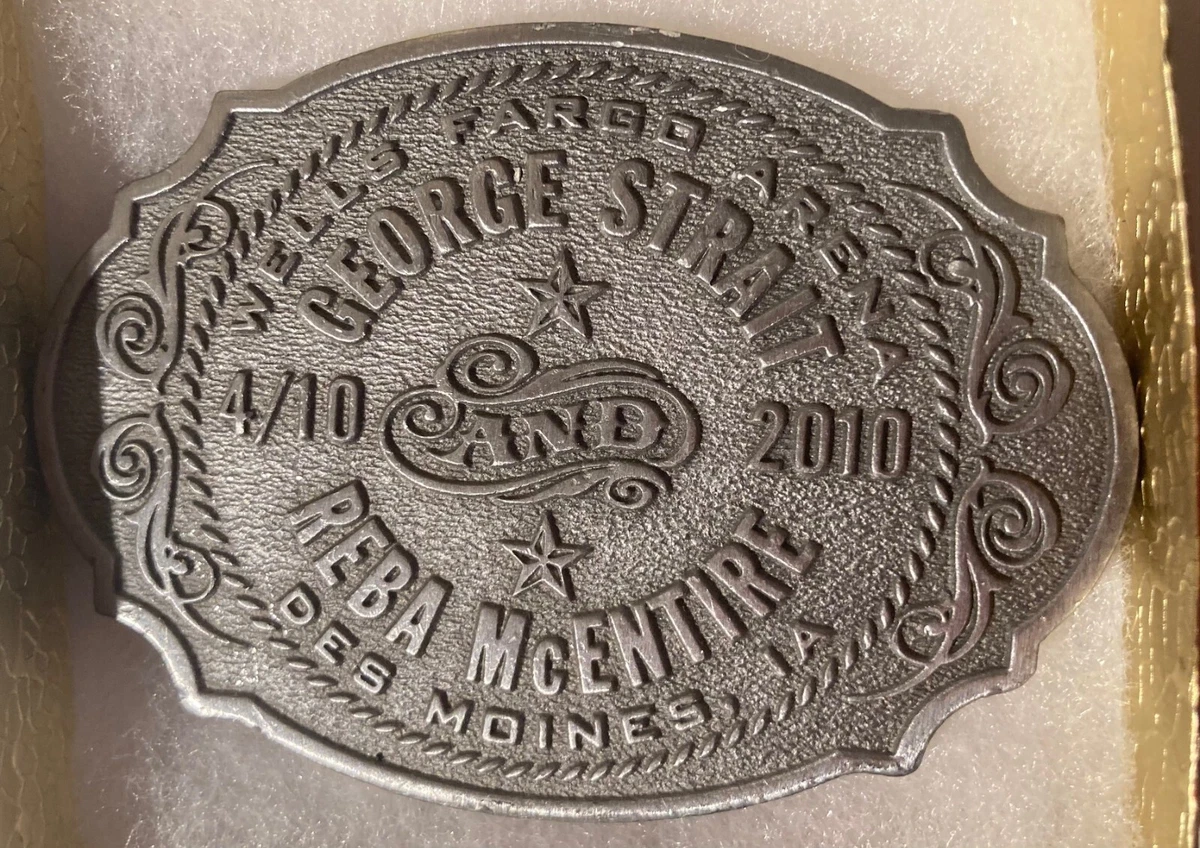 WELLS FARGO ARENA
GEORGE STRAIT
4/10 AND 2010
REBA McENTIRE
DES MOINES, IA